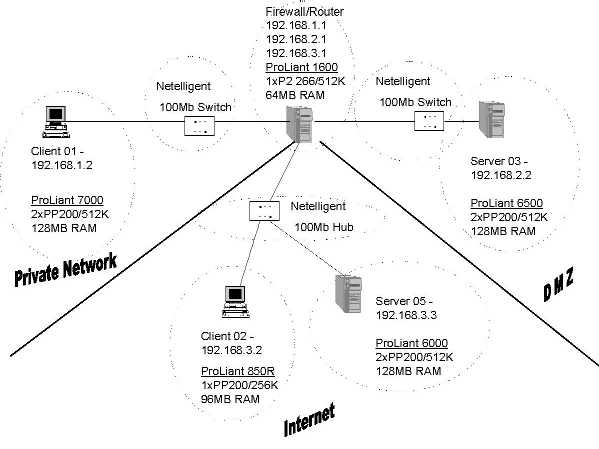 Firewall/Router
192.168.1.1
192.168.2.1
192.168.3.1
ProLiant 1600
1xP2 266/512K
64MB RAM
Netelligent
100Mb Switch
Netelligent
100Mb Switch
Client 01 -
192.168.1.2
ProLiant 7000
2xPP200/512K
128MB RAM
Server 03 -
192.168.2.2
ProLiant 6500
2xPP200/512K
128MB RAM
Netelligent
100Mb Hub
Private Network
DMZ
Client 02 -
192.168.3.2
ProLiant 850R
1xPP200/256K
96MB RAM
Server 05 -
192.168.3.3
ProLiant 6000
2xPP200/512K
128MB RAM
Internet